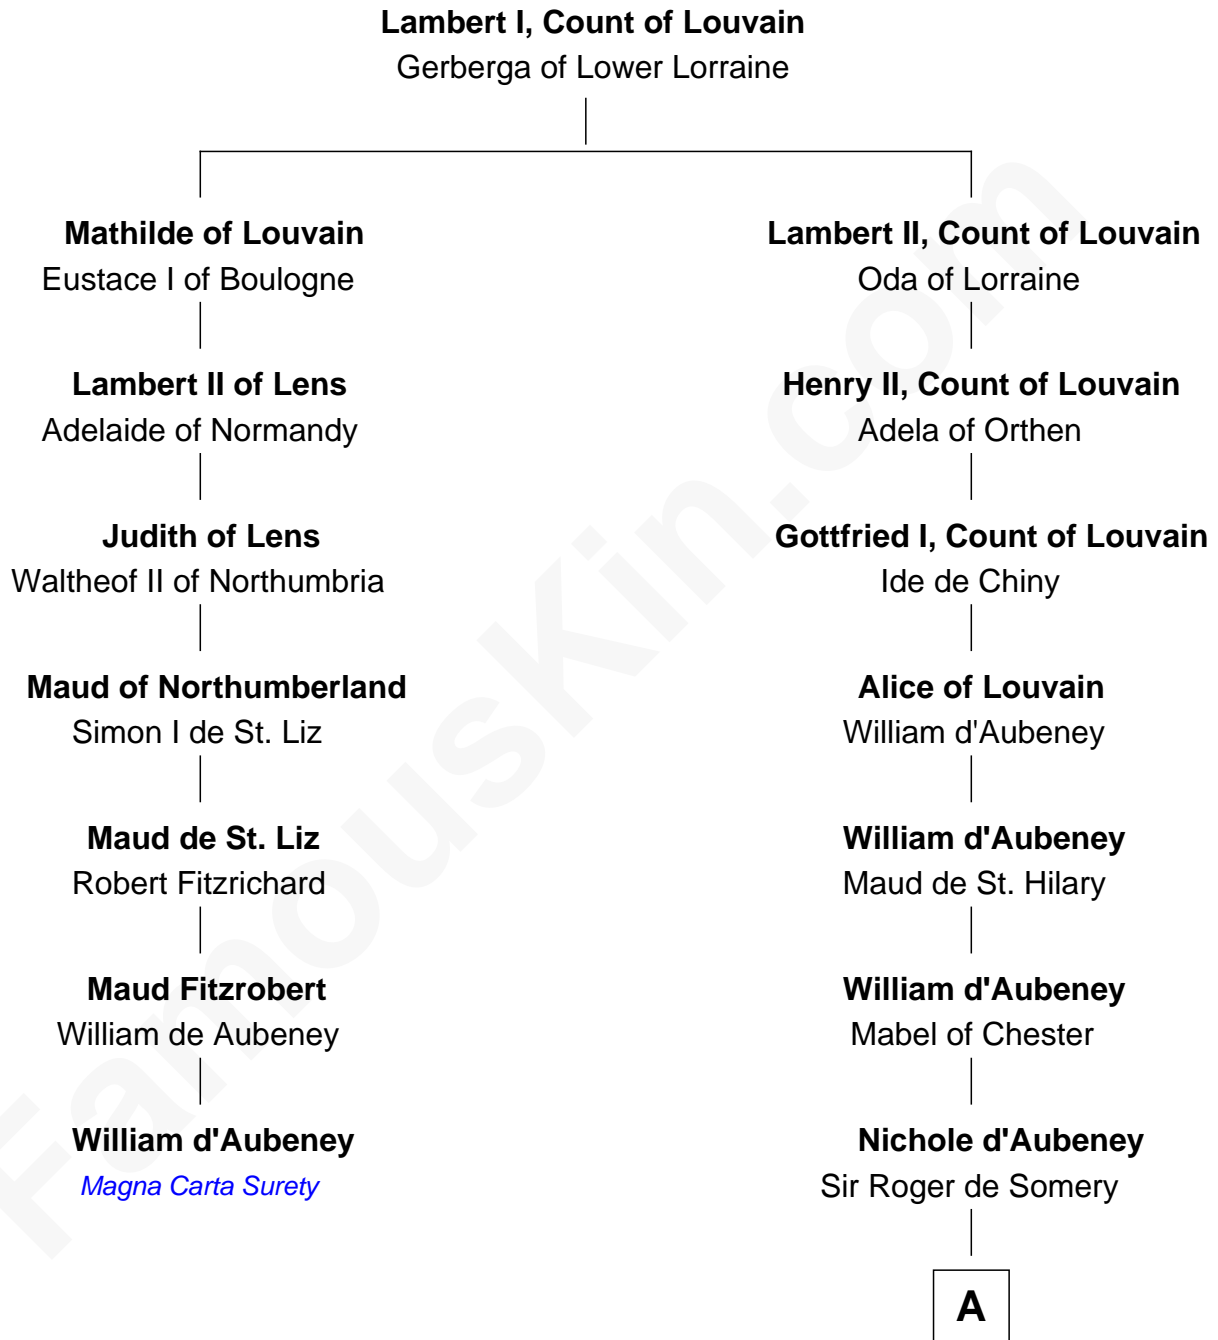 Lambert I, Count of Louvain
Gerberga of Lower Lorraine
Mathilde of Louvain
Eustace I of Boulogne
Lambert II of Lens
Adelaide of Normandy
Judith of Lens
Waltheof II of Northumbria
Maud of Northumberland
Simon I de St. Liz
Maud de St. Liz
Robert Fitzrichard
Maud Fitzrobert
William de Aubeney
William d'Aubeney
Magna Carta Surety
Lambert II, Count of Louvain
Oda of Lorraine
Henry II, Count of Louvain
Adela of Orthen
Gottfried I, Count of Louvain
Ide de Chiny
Alice of Louvain
William d'Aubeney
William d'Aubeney
Maud de St. Hilary
William d'Aubeney
Mabel of Chester
Nichole d'Aubeney
Sir Roger de Somery
A
FamousKin.com